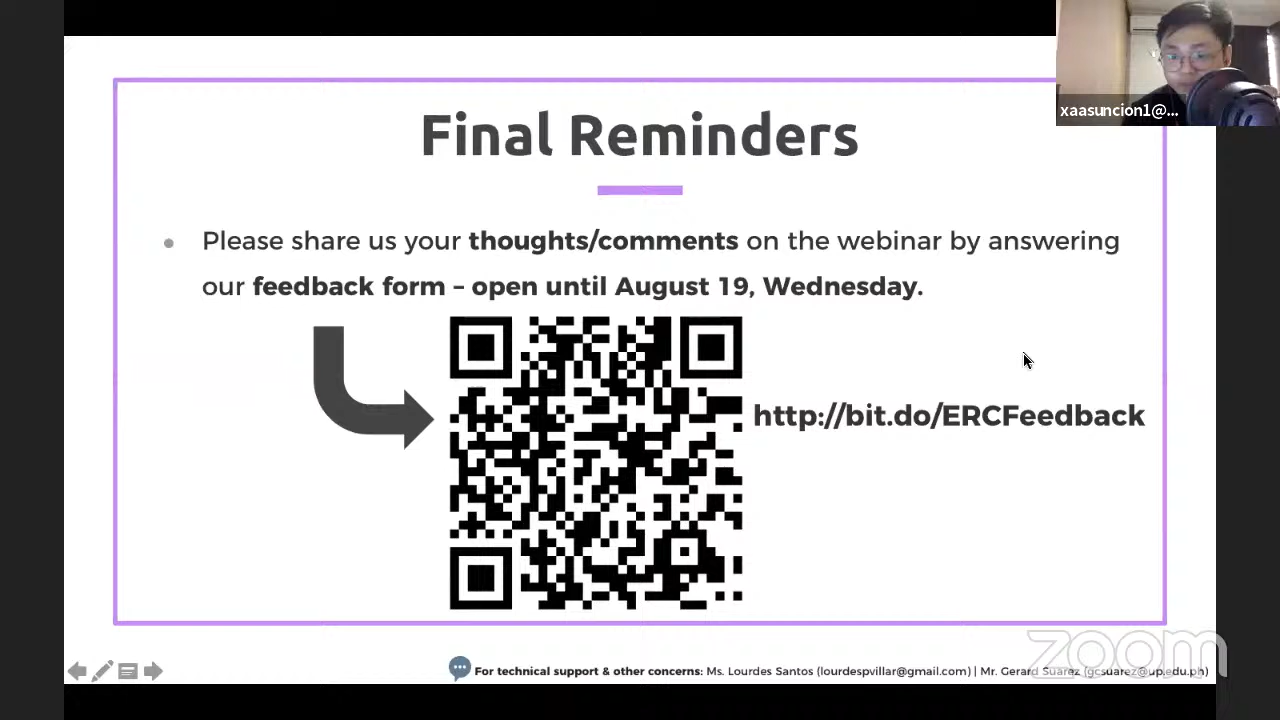 xaasuncion1@...
Final Reminders
Please share us your thoughts/comments on the webinar by answering
our feedback form – open until August 19, Wednesday.
http://bit.do/ERCFeedback
For technical support & other concerns: Ms. Lourdes Santos (lourdespvillar@gmail.com) | Mr. Gerard Suarez (gcsuarez@up.edu.ph)
zoom